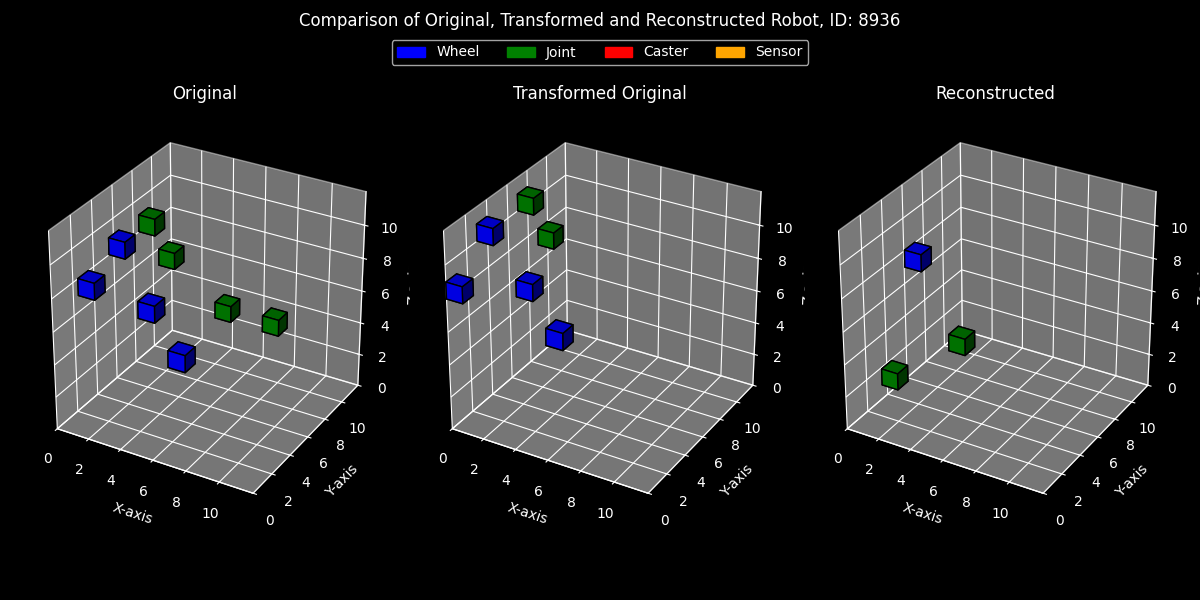 Comparison of Original, Transformed and Reconstructed Robot, ID: 8936
Wheel Joint Caster Sensor
Original Transformed Original Reconstructed
10 10 10
8 8 8
6 6 6
4 4 4
2 2 2
0 0 0
0 2 4 6 8 10 0 2 4 6 8 10 0 2 4 6 8 10
0 2 4 6 8 10 0 2 4 6 8 10 0 2 4 6 8 10
X-axis Y-axis X-axis Y-axis X-axis Y-axis